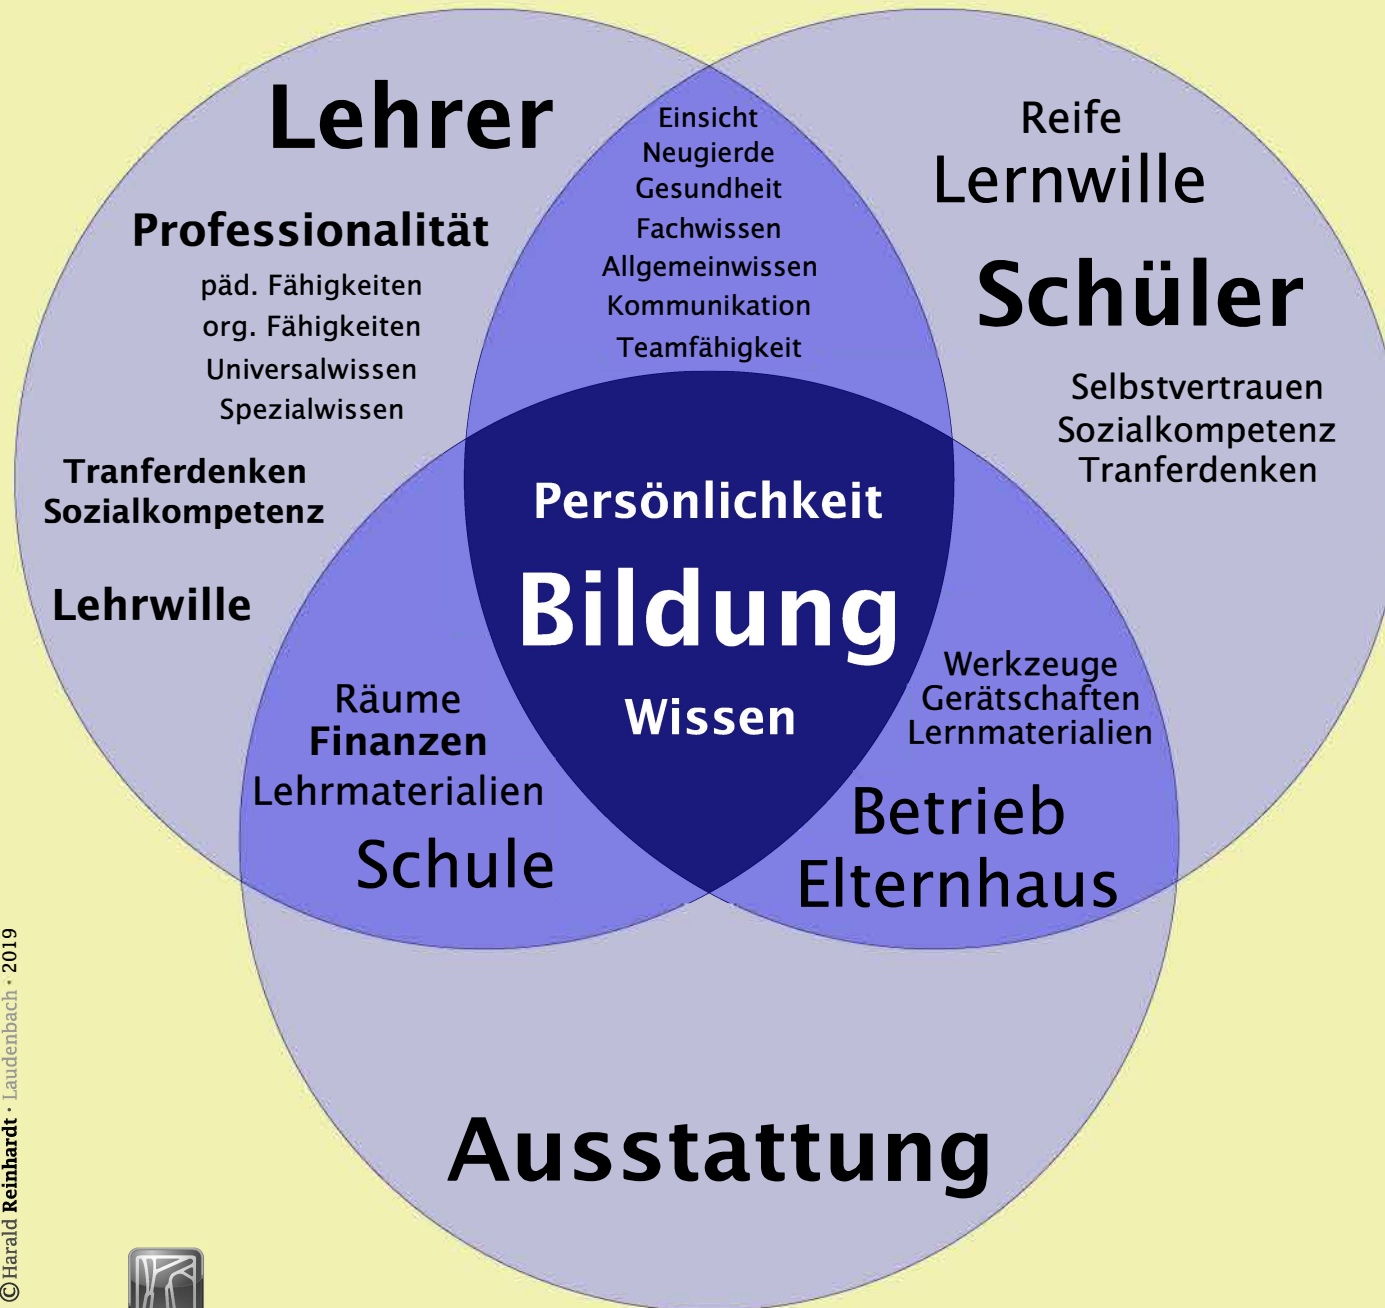 Lehrer
Professionalität
päd. Fähigkeiten
org. Fähigkeiten
Universalwissen
Spezialwissen
Tranferdenken
Sozialkompetenz
Lehrwille
Einsicht
Neugierde
Gesundheit
Fachwissen
Allgemeinwissen
Kommunikation
Teamfähigkeit
Reife
Lernwille
Schüler
Selbstvertrauen
Sozialkompetenz
Tranferdenken
Persönlichkeit
Bildung
Wissen
Räume
Finanzen
Lehrmaterialien
Schule
Werkzeuge
Gerätschaften
Lernmaterialien
Betrieb
Elternhaus
Ausstattung
©Harald Reinhardt · Laudenbach · 2019